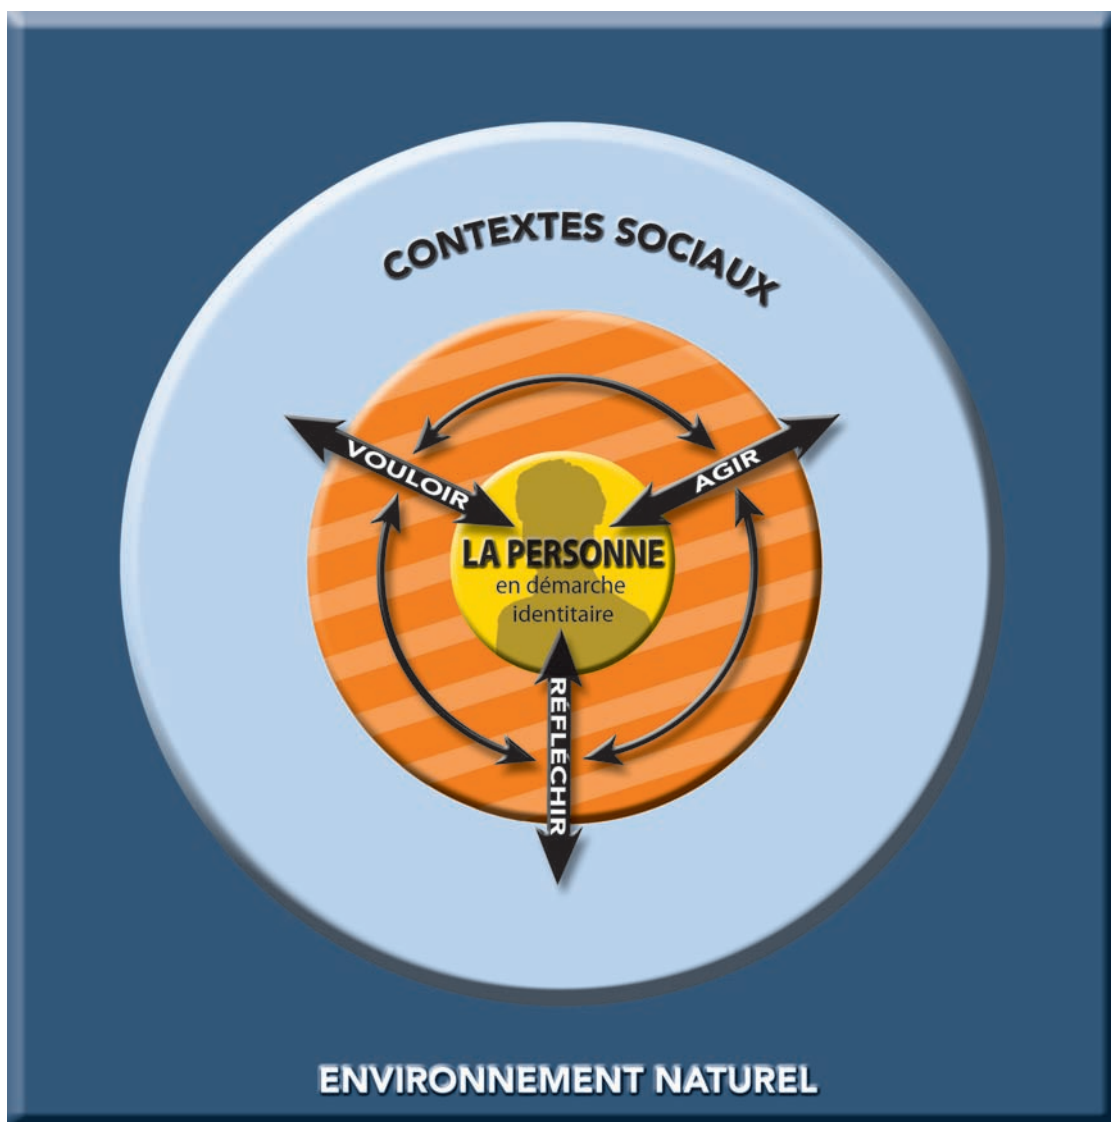 CONTEXTES SOCIAUX
VOULOIR
AGIR
LA PERSONNE
en démarche
identitaire
RÉFLÉCHIR
ENVIRONNEMENT NATUREL